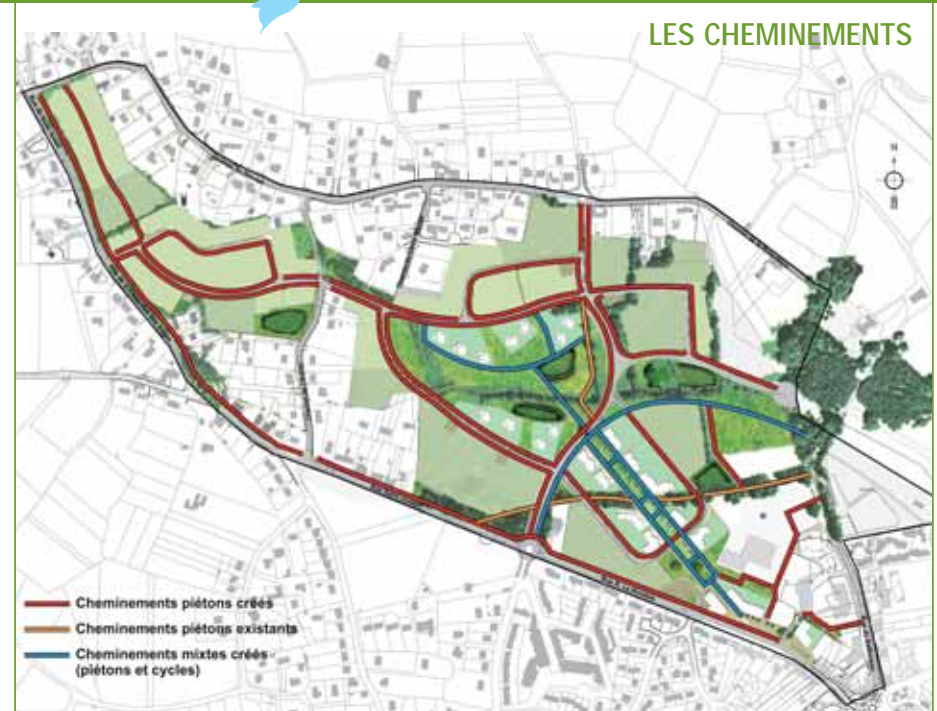 LES CHEMINEMENTS
N
Cheminements piétons créés
Cheminements piétons existants
Cheminements mixtes créés
(piétons et cycles)